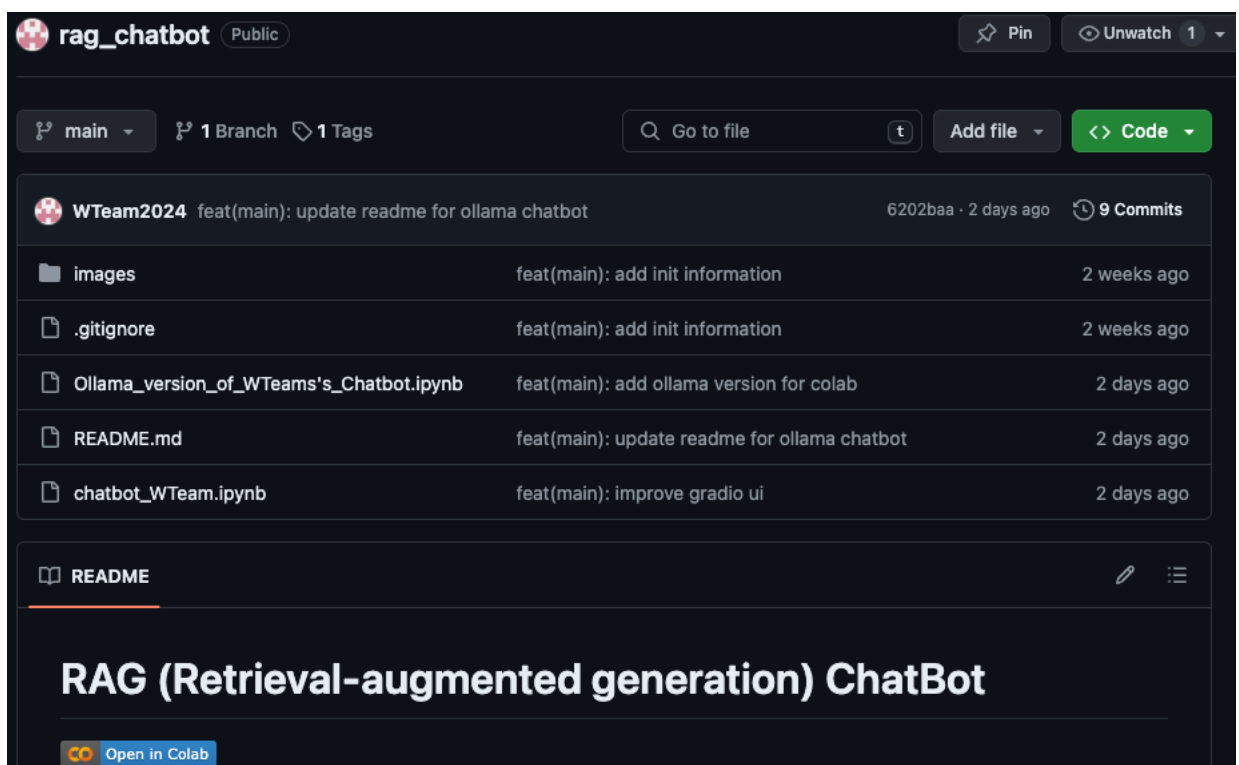 rag_chatbot Public Pin Unwatch 1
main 1 Branch 1 Tags Go to file t Add file Code
WTeam2024 feat(main): update readme for ollama chatbot 6202baa · 2 days ago 9 Commits
images feat(main): add init information 2 weeks ago
.gitignore feat(main): add init information 2 weeks ago
Ollama_version_of_WTeams's_Chatbot.ipynb feat(main): add ollama version for colab 2 days ago
README.md feat(main): update readme for ollama chatbot 2 days ago
chatbot_WTeam.ipynb feat(main): improve gradio ui 2 days ago
README
RAG (Retrieval-augmented generation) ChatBot
Open in Colab